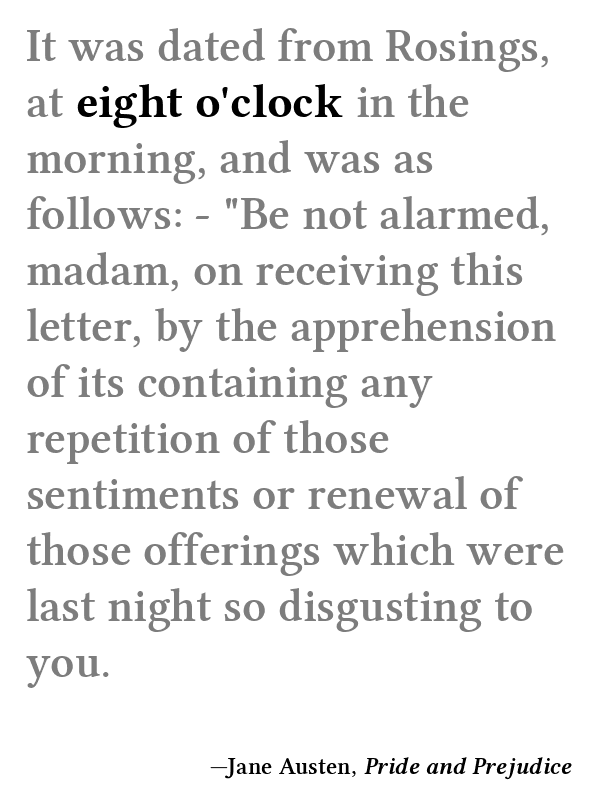 It was dated from Rosings,
at eight o'clock in the
morning, and was as
follows: - "Be not alarmed,
madam, on receiving this
letter, by the apprehension
of its containing any
repetition of those
sentiments or renewal of
those offerings which were
last night so disgusting to
you.
—Jane Austen, Pride and Prejudice